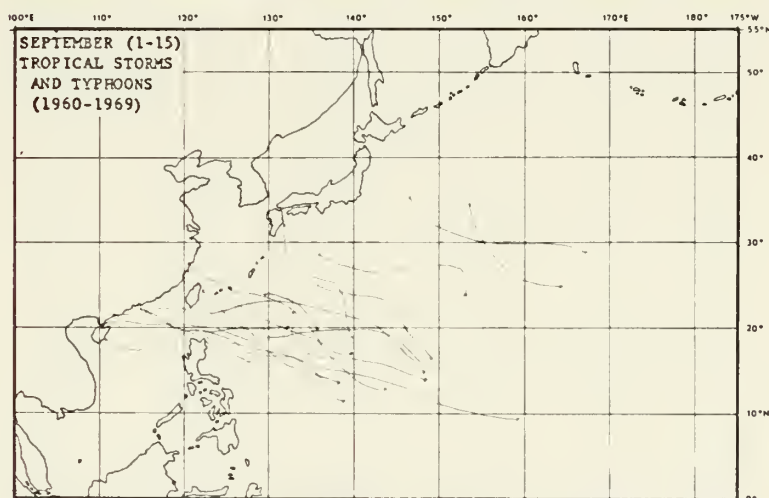 100°E 110° 120° 130° 140° 150° 160° 170°E 180° 175°W
55°N
SEPTEMBER (1-15)
TROPICAL STORMS
AND TYPHOONS
(1960-1969)
50°
40°
30°
20°
10°N